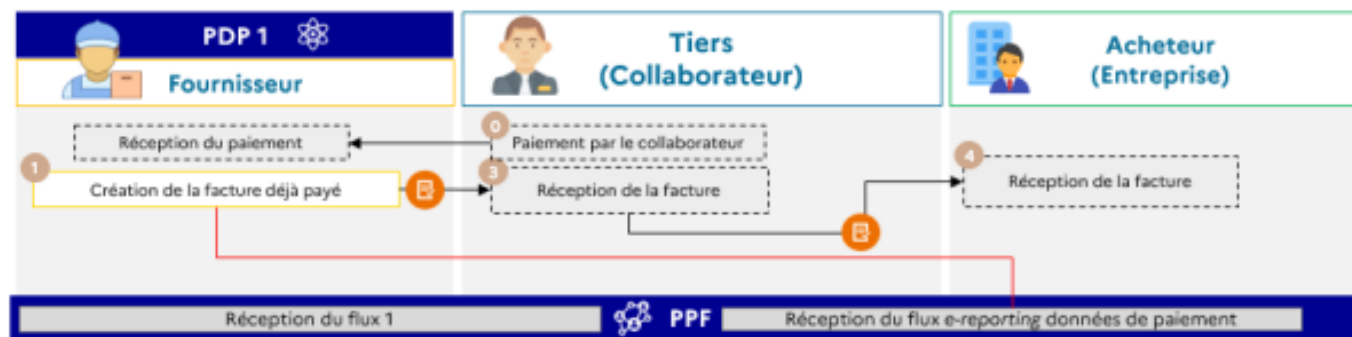 PDP 1
Fournisseur
Tiers
(Collaborateur)
Acheteur
(Entreprise)
Réception du paiement
0
Paiement par le collaborateur
1
Création de la facture déjà payé
3
Réception de la facture
4
Réception de la facture
Réception du flux 1
PPF
Réception du flux e-reporting données de paiement